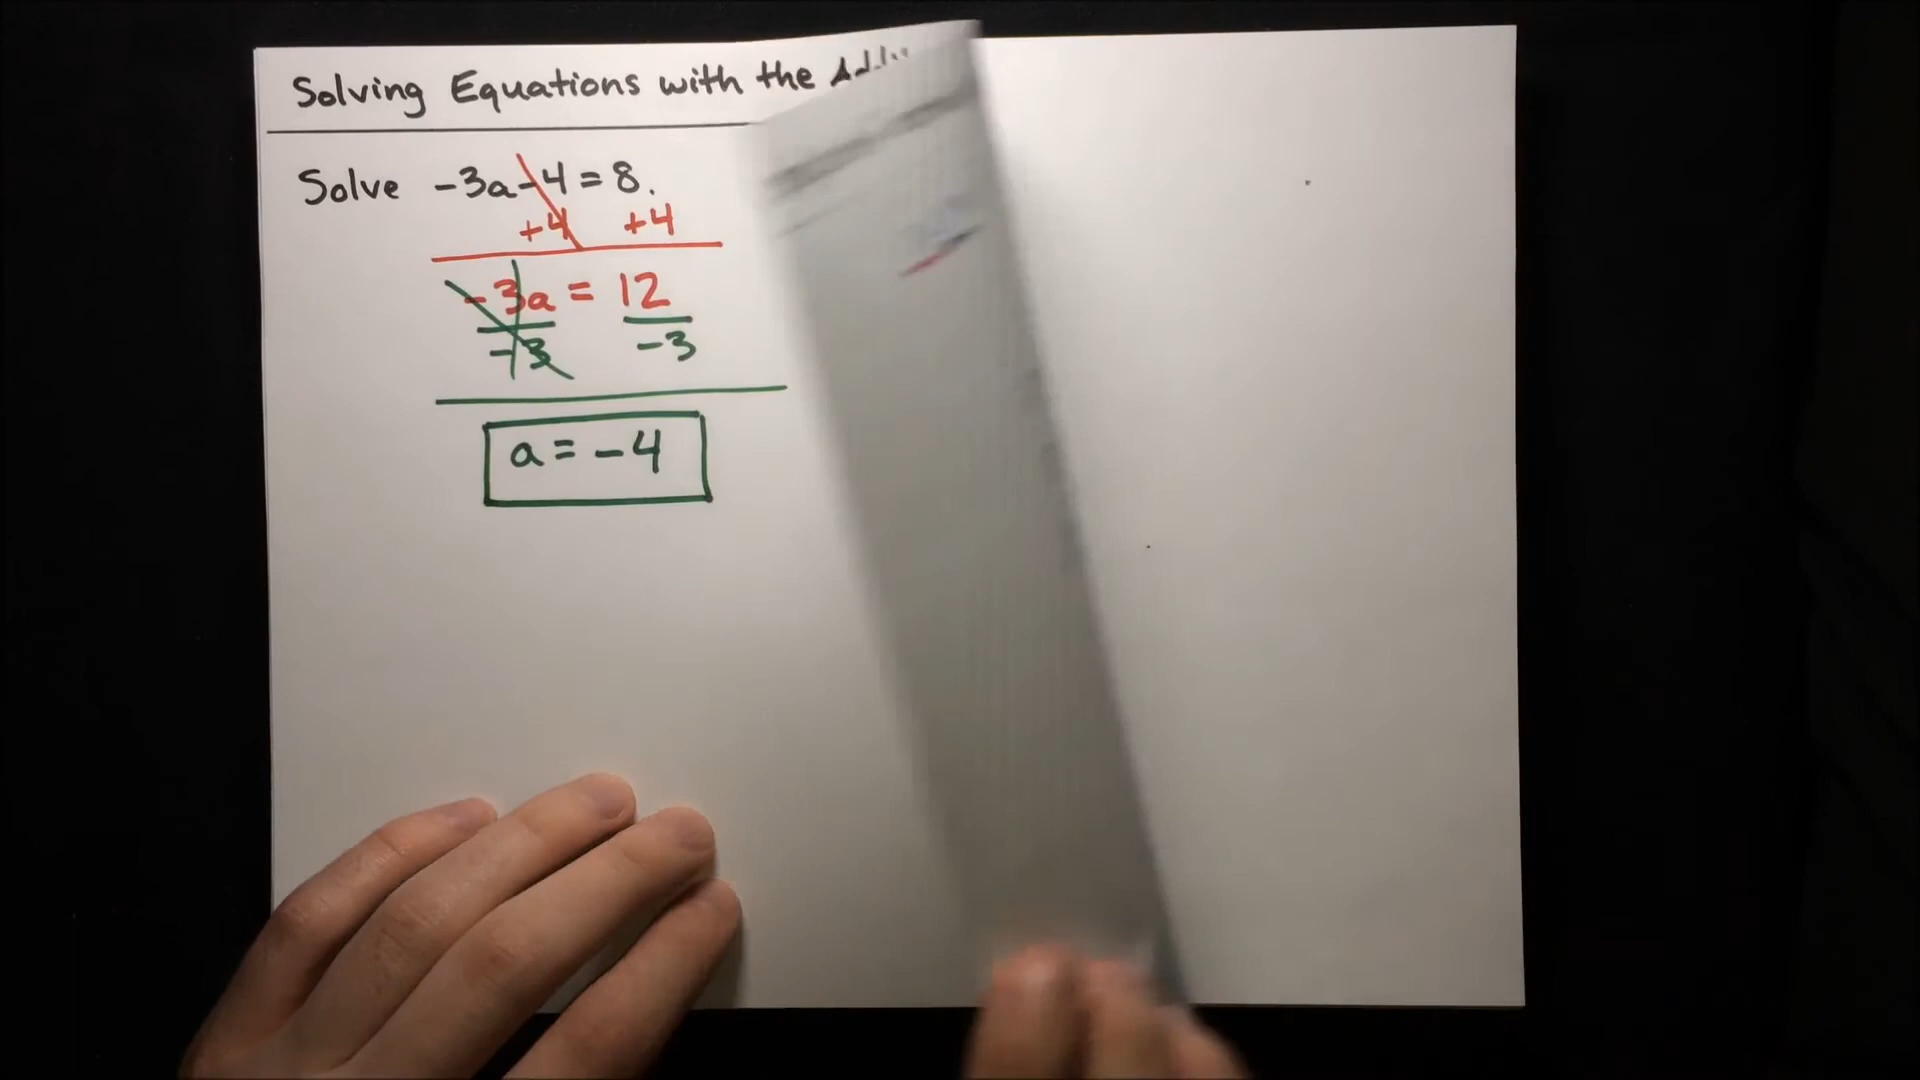 Solving Equations with the
Solve -3a-4=8.
+4 +4
-3a = 12
-3 -3
a = -4